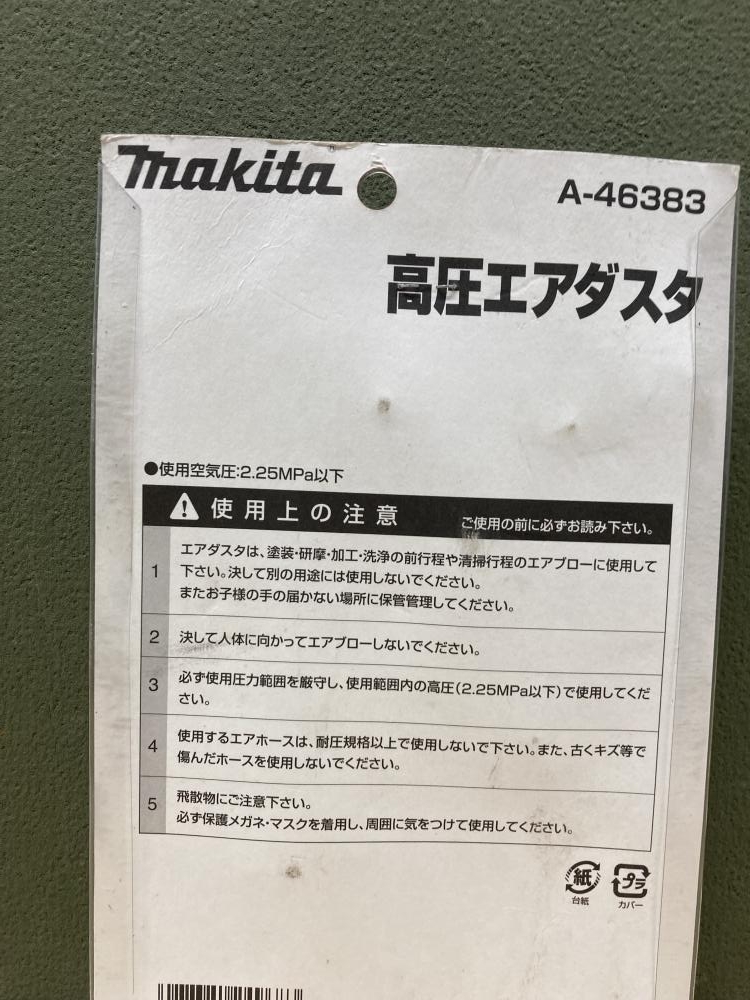 makita
A-46383
高圧エアダスタ
●使用空気圧:2.25MPa以下
使用上の注意 ご使用の前に必ずお読み下さい。
1 エアダスタは、塗装・研摩・加工・洗浄の前行程や清掃行程のエアブローに使用して
下さい。決して別の用途には使用しないでください。
またお子様の手の届かない場所に保管管理してください。
2 決して人体に向かってエアブローしないでください。
3 必ず使用圧力範囲を厳守し、使用範囲内の高圧(2.25MPa以下)で使用してくだ
さい。
4 使用するエアホースは、耐圧規格以上で使用しないで下さい。また、古くキズ等で
傷んだホースを使用しないでください。
5 飛散物にご注意下さい。
必ず保護メガネ・マスクを着用し、周囲に気をつけて使用してください。
紙 プラ
台紙 カバー